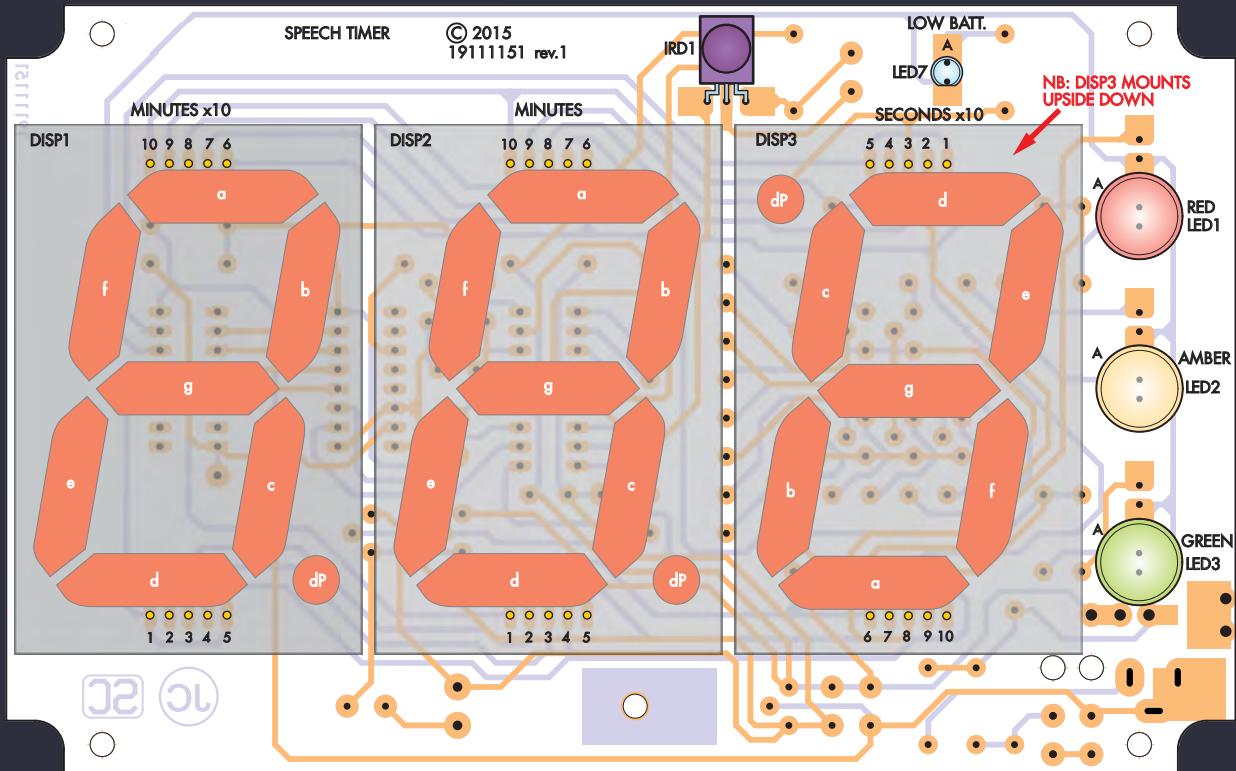 SPEECH TIMER
© 2015
19111151 rev.1
IRD1
LOW BATT.
A
LED7
NB: DISP3 MOUNTS
UPSIDE DOWN
19111151
MINUTES x10
MINUTES
SECONDS x10
DISP1
10 9 8 7 6
a
f
b
g
e
c
d
dP
1 2 3 4 5
DISP2
10 9 8 7 6
a
f
b
g
e
c
d
dP
1 2 3 4 5
DISP3
5 4 3 2 1
dP
d
c
e
g
b
f
a
6 7 8 9 10
A
RED
LED1
A
AMBER
LED2
A
GREEN
LED3
SC
JC